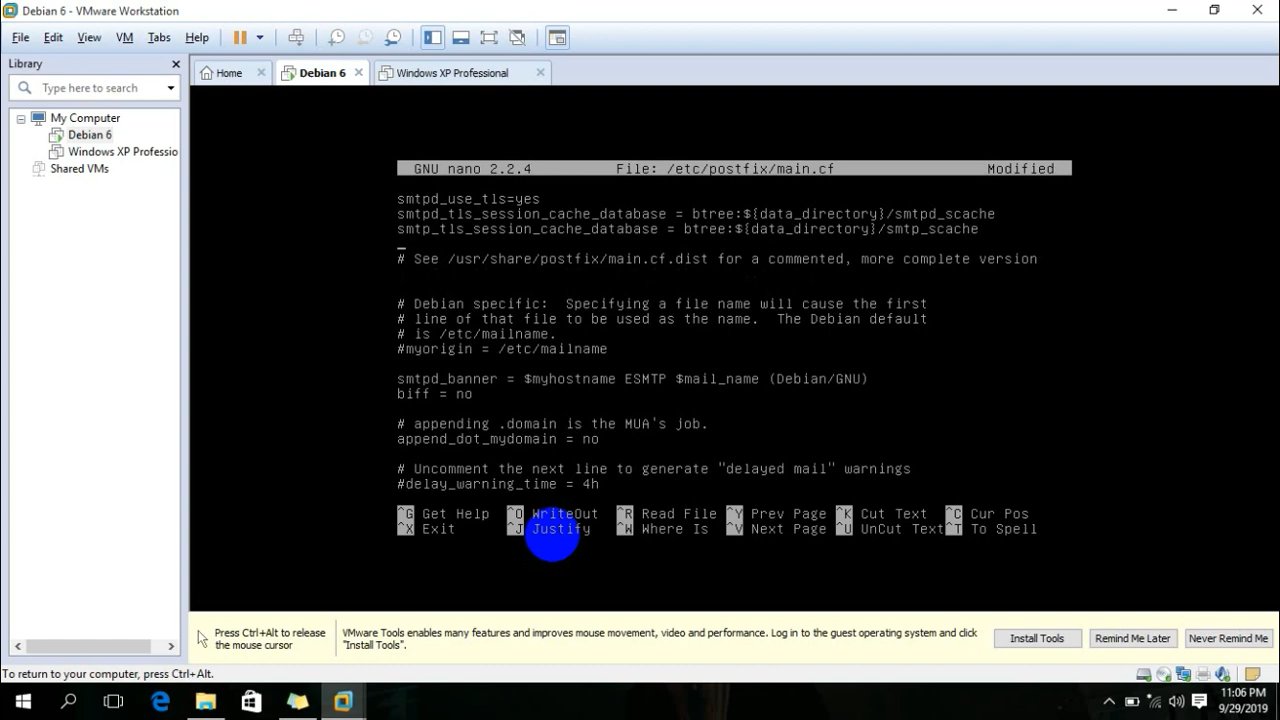 Debian 6 - VMware Workstation
File Edit View VM Tabs Help
Library
Type here to search
My Computer
Debian 6
Windows XP Professio
Shared VMs
Home
Debian 6
Windows XP Professional
GNU nano 2.2.4 File: /etc/postfix/main.cf Modified
smtpd_use_tls=yes
smtpd_tls_session_cache_database = btree:${data_directory}/smtpd_scache
smtp_tls_session_cache_database = btree:${data_directory}/smtp_scache
# See /usr/share/postfix/main.cf.dist for a commented, more complete version
# Debian specific: Specifying a file name will cause the first
# line of that file to be used as the name. The Debian default
# is /etc/mailname.
#myorigin = /etc/mailname
smtpd_banner = $myhostname ESMTP $mail_name (Debian/GNU)
biff = no
# appending .domain is the MUA's job.
append_dot_mydomain = no
# Uncomment the next line to generate "delayed mail" warnings
#delay_warning_time = 4h
^G Get Help ^O WriteOut ^R Read File ^Y Prev Page ^K Cut Text ^C Cur Pos
^X Exit ^J Justify ^W Where Is ^V Next Page ^U UnCut Text ^T To Spell
Press Ctrl+Alt to release
the mouse cursor
VMware Tools enables many features and improves mouse movement, video and performance. Log in to the guest operating system and click
"Install Tools".
Install Tools
Remind Me Later
Never Remind Me
To return to your computer, press Ctrl+Alt.
11:06 PM
9/29/2019